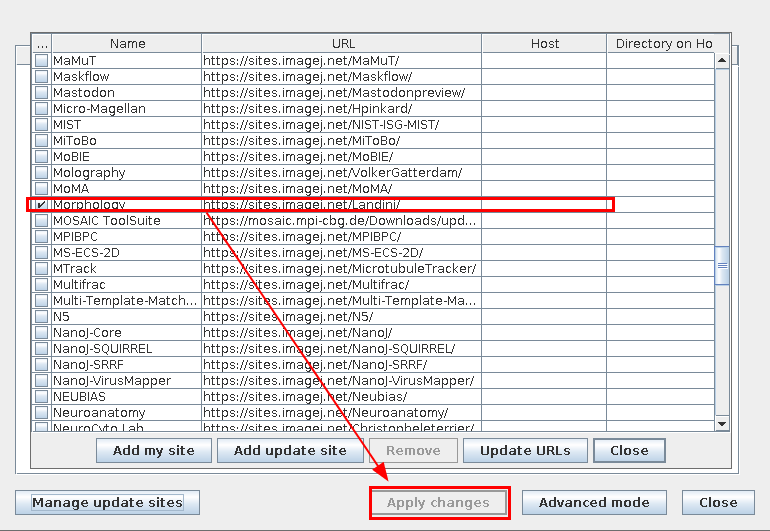 ... Name URL Host Directory on Ho
MaMuT https://sites.imagej.net/MaMuT/
Maskflow https://sites.imagej.net/Maskflow/
Mastodon https://sites.imagej.net/Mastodonpreview/
Micro-Magellan https://sites.imagej.net/Hpinkard/
MIST https://sites.imagej.net/NIST-ISG-MIST/
MiToBo https://sites.imagej.net/MiToBo/
MoBIE https://sites.imagej.net/MoBIE/
Molography https://sites.imagej.net/VolkerGatterdam/
MoMA https://sites.imagej.net/MoMA/
Morphology https://sites.imagej.net/Landini/
MOSAIC ToolSuite https://mosaic.mpi-cbg.de/Downloads/upd...
MPIBPC https://sites.imagej.net/MPIBPC/
MS-ECS-2D https://sites.imagej.net/MS-ECS-2D/
MTrack https://sites.imagej.net/MicrotubuleTracker/
Multifrac https://sites.imagej.net/Multifrac/
Multi-Template-Match... https://sites.imagej.net/Multi-Template-Ma...
N5 https://sites.imagej.net/N5/
NanoJ-Core https://sites.imagej.net/NanoJ/
NanoJ-SQUIRREL https://sites.imagej.net/NanoJ-SQUIRREL/
NanoJ-SRRF https://sites.imagej.net/NanoJ-SRRF/
NanoJ-VirusMapper https://sites.imagej.net/NanoJ-VirusMapper/
NEUBIAS https://sites.imagej.net/Neubias/
Neuroanatomy https://sites.imagej.net/Neuroanatomy/
NeuroCyto Lab https://sites.imagej.net/Christopheleterrier/
Add my site Add update site Remove Update URLs Close
Manage update sites Apply changes Advanced mode Close